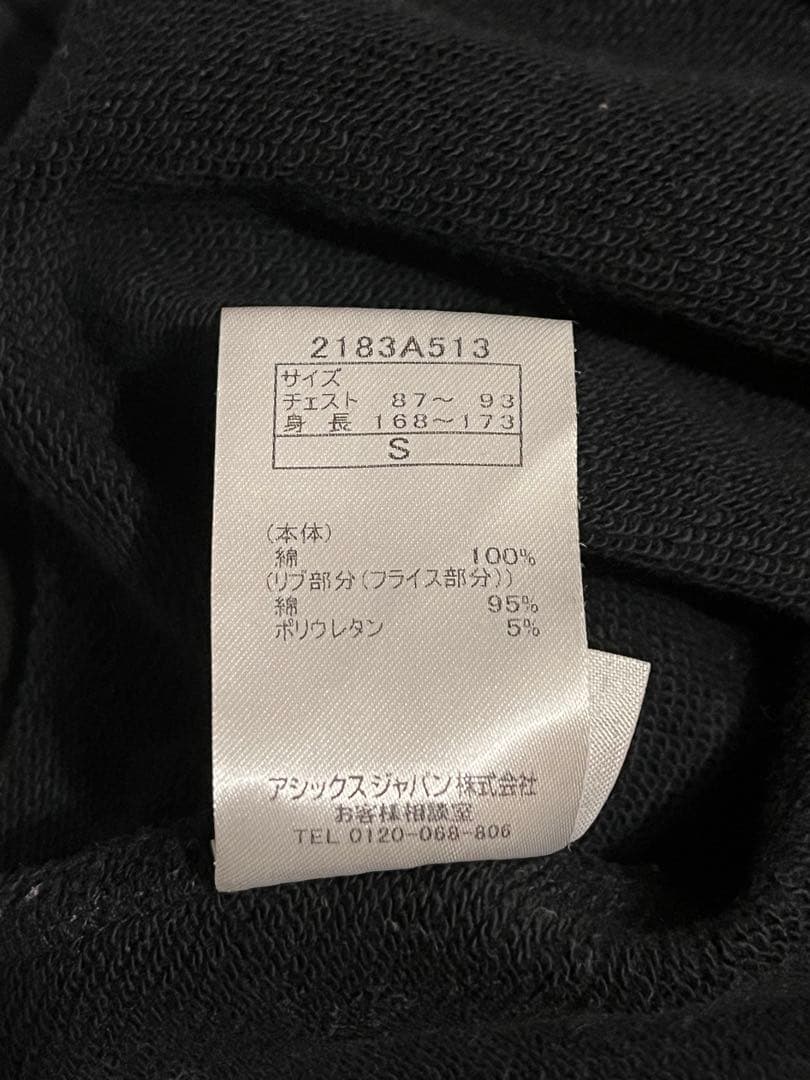 2183A513
サイズ
チェスト 87～ 93
身 長 168～173
S
(本体)
綿 100%
(リブ部分(フライス部分))
綿 95%
ポリウレタン 5%
アシックスジャパン株式会社
お客様相談室
TEL 0120-068-806